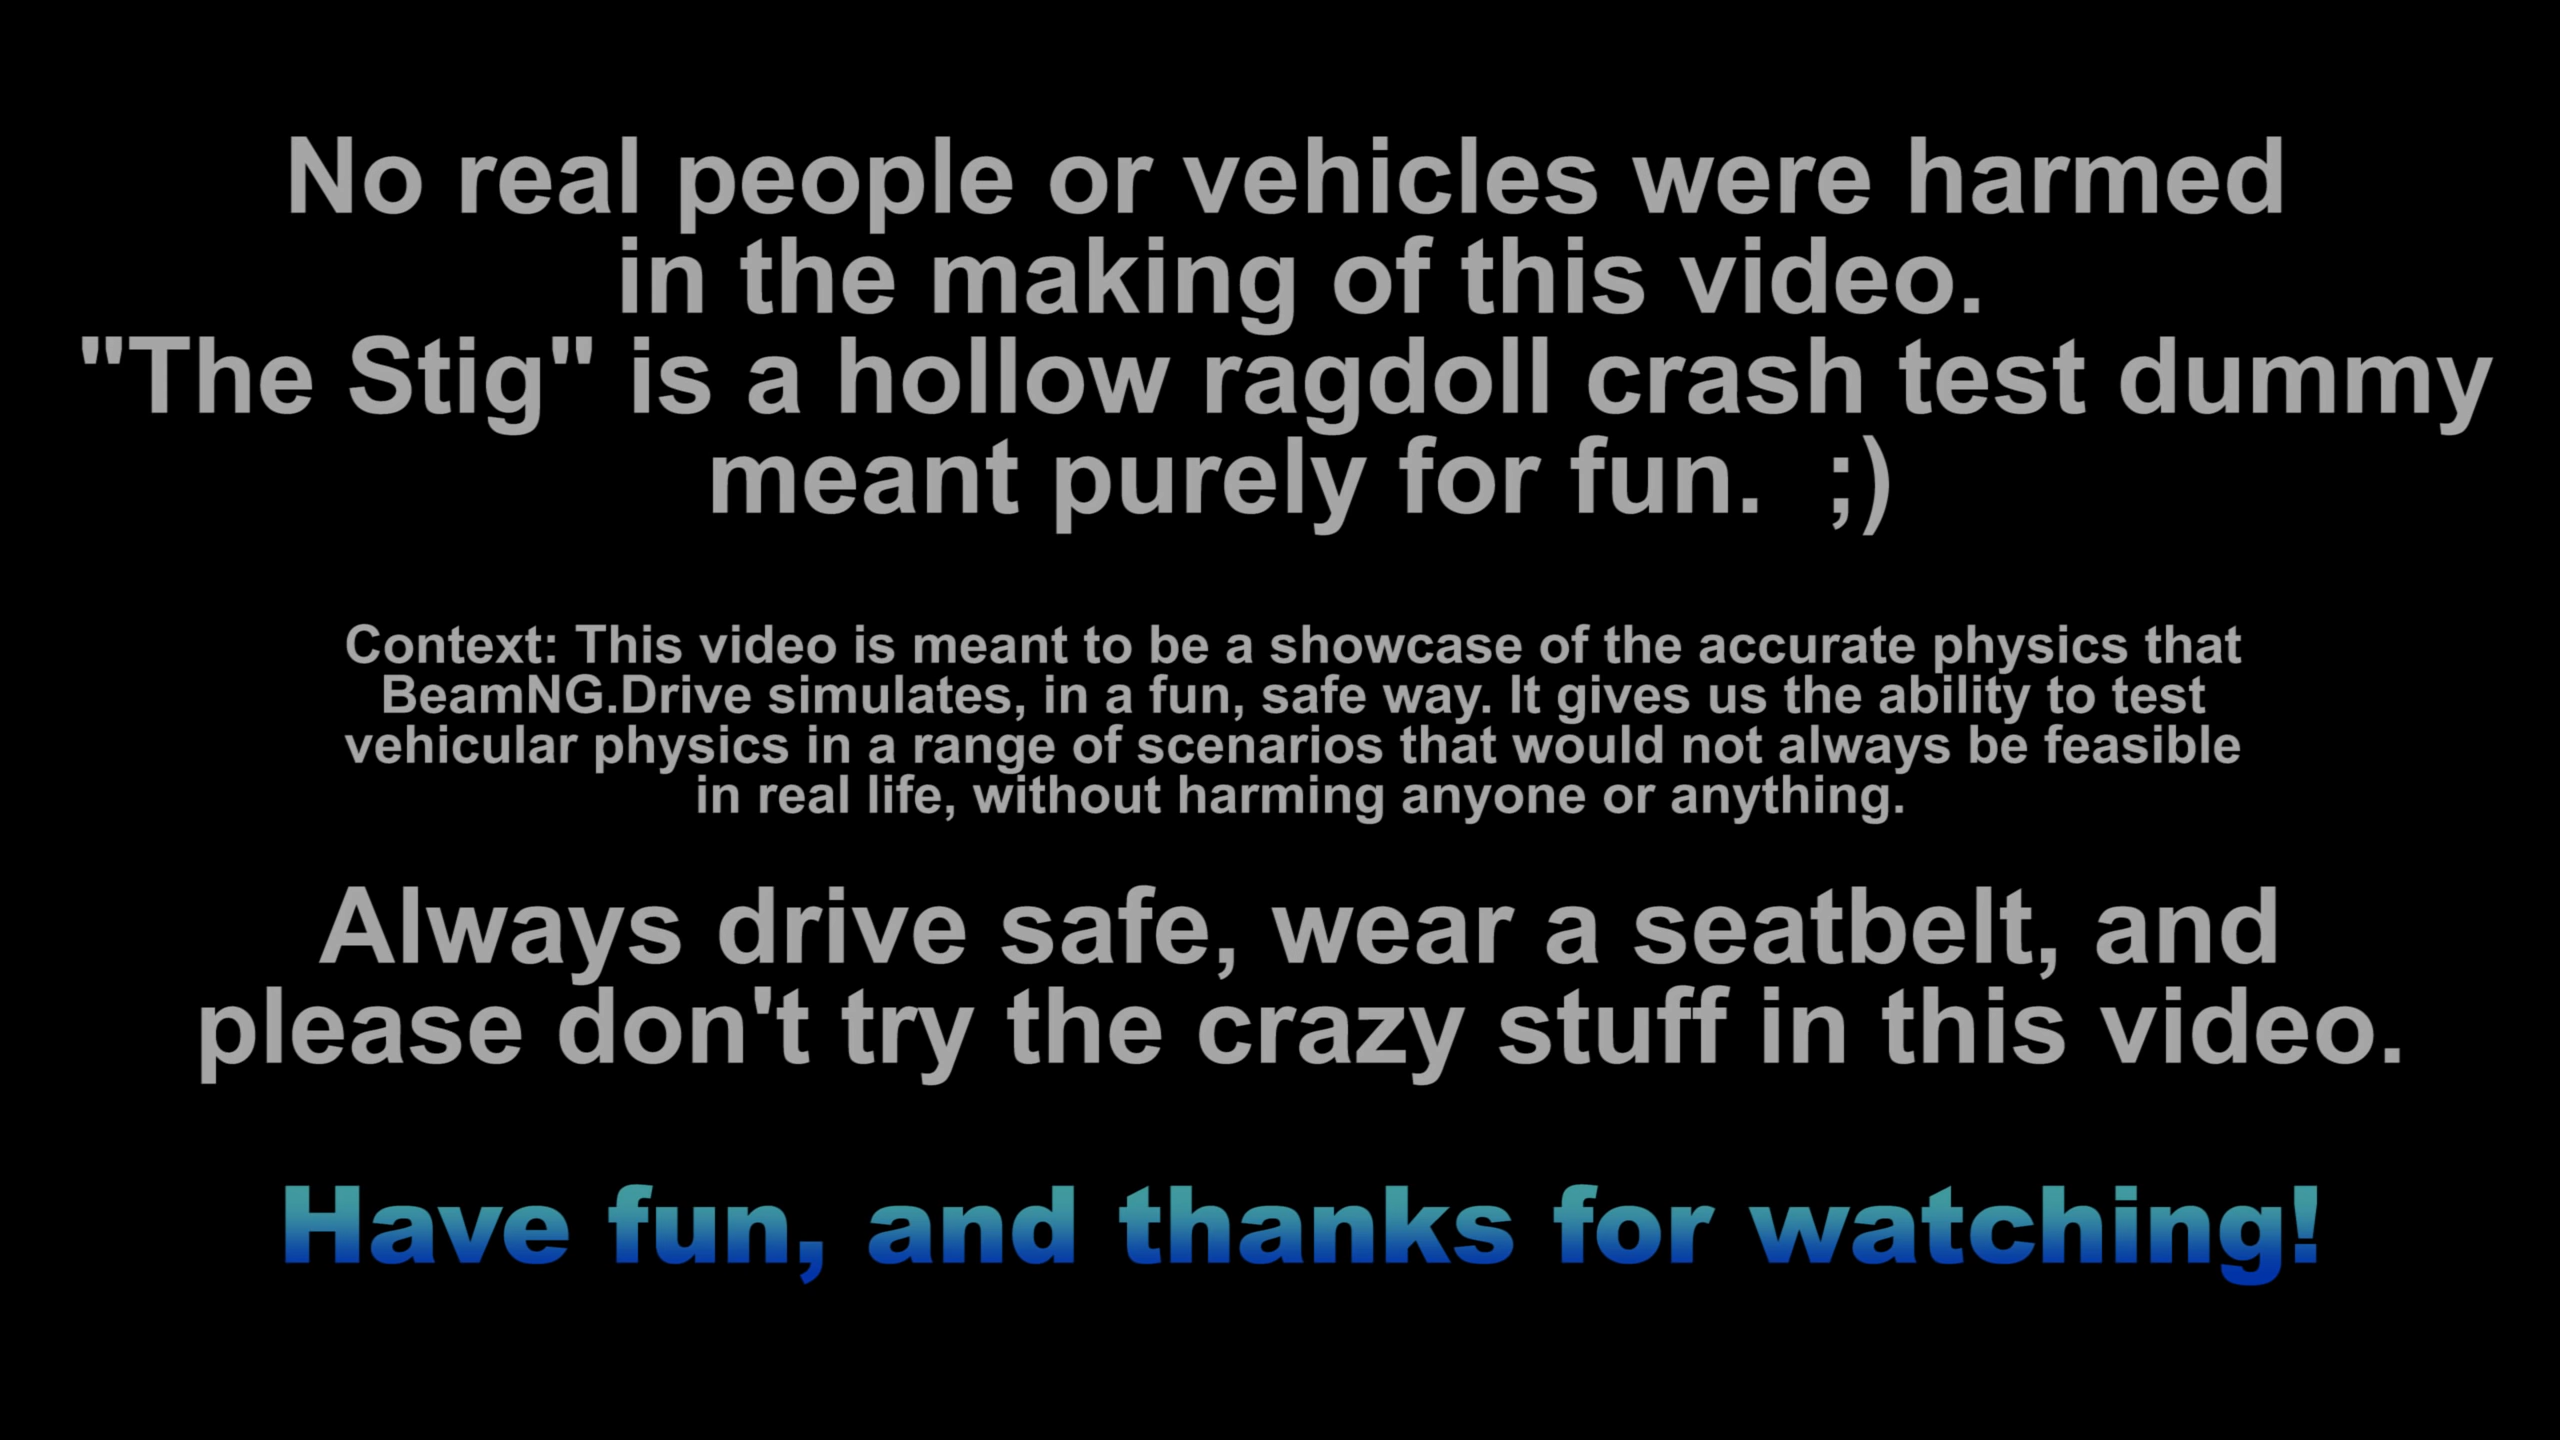 No real people or vehicles were harmed
in the making of this video.
"The Stig" is a hollow ragdoll crash test dummy
meant purely for fun.  ;)
Context: This video is meant to be a showcase of the accurate physics that
BeamNG.Drive simulates, in a fun, safe way. It gives us the ability to test
vehicular physics in a range of scenarios that would not always be feasible
in real life, without harming anyone or anything.
Always drive safe, wear a seatbelt, and
please don't try the crazy stuff in this video.
Have fun, and thanks for watching!